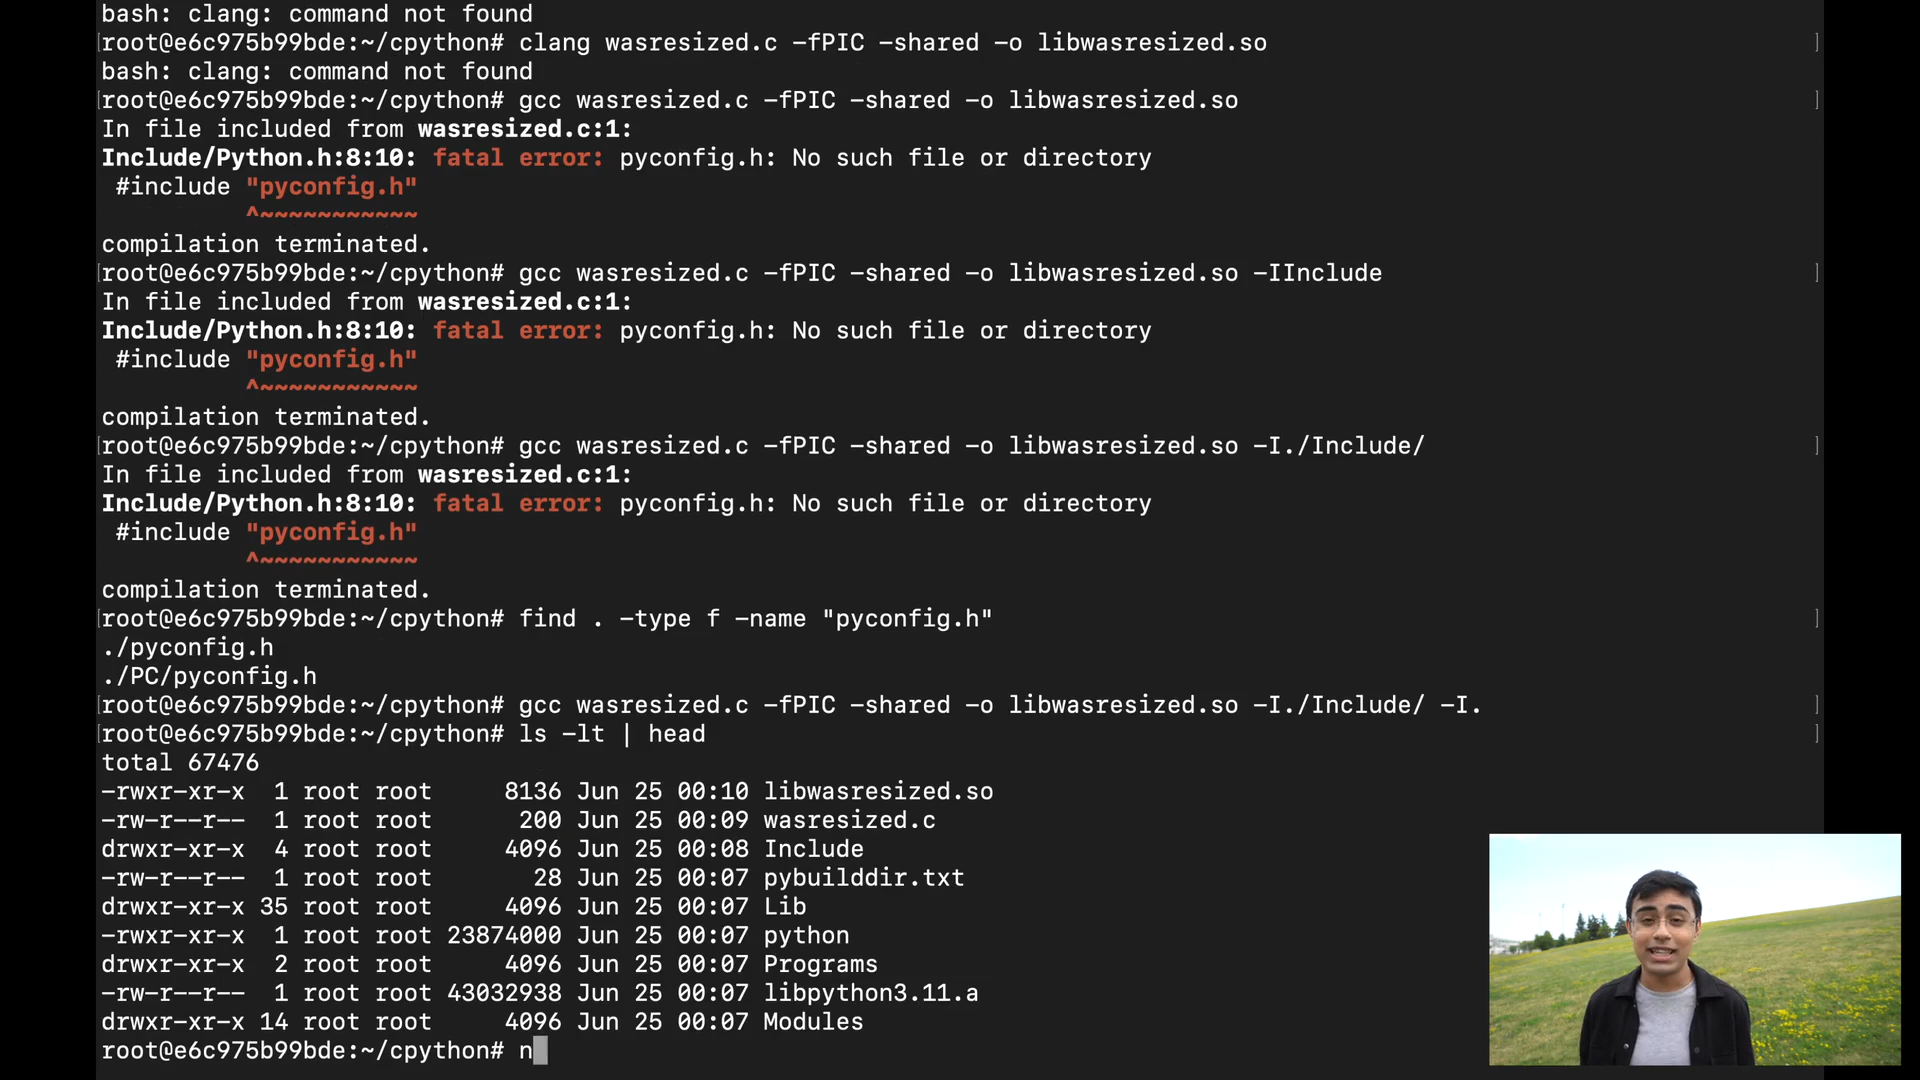 bash: clang: command not found
root@e6c975b99bde:~/cpython# clang wasresized.c -fPIC -shared -o libwasresized.so
bash: clang: command not found
root@e6c975b99bde:~/cpython# gcc wasresized.c -fPIC -shared -o libwasresized.so
In file included from wasresized.c:1:
Include/Python.h:8:10: fatal error: pyconfig.h: No such file or directory
#include "pyconfig.h"
^~~~~~~~~~~~
compilation terminated.
root@e6c975b99bde:~/cpython# gcc wasresized.c -fPIC -shared -o libwasresized.so -IInclude
In file included from wasresized.c:1:
Include/Python.h:8:10: fatal error: pyconfig.h: No such file or directory
#include "pyconfig.h"
^~~~~~~~~~~~
compilation terminated.
root@e6c975b99bde:~/cpython# gcc wasresized.c -fPIC -shared -o libwasresized.so -I./Include/
In file included from wasresized.c:1:
Include/Python.h:8:10: fatal error: pyconfig.h: No such file or directory
#include "pyconfig.h"
^~~~~~~~~~~~
compilation terminated.
root@e6c975b99bde:~/cpython# find . -type f -name "pyconfig.h"
./pyconfig.h
./PC/pyconfig.h
root@e6c975b99bde:~/cpython# gcc wasresized.c -fPIC -shared -o libwasresized.so -I./Include/ -I.
root@e6c975b99bde:~/cpython# ls -lt | head
total 67476
-rwxr-xr-x 1 root root 8136 Jun 25 00:10 libwasresized.so
-rw-r--r-- 1 root root 200 Jun 25 00:09 wasresized.c
drwxr-xr-x 4 root root 4096 Jun 25 00:08 Include
-rw-r--r-- 1 root root 28 Jun 25 00:07 pybuilddir.txt
drwxr-xr-x 35 root root 4096 Jun 25 00:07 Lib
-rwxr-xr-x 1 root root 23874000 Jun 25 00:07 python
drwxr-xr-x 2 root root 4096 Jun 25 00:07 Programs
-rw-r--r-- 1 root root 43032938 Jun 25 00:07 libpython3.11.a
drwxr-xr-x 14 root root 4096 Jun 25 00:07 Modules
root@e6c975b99bde:~/cpython# n